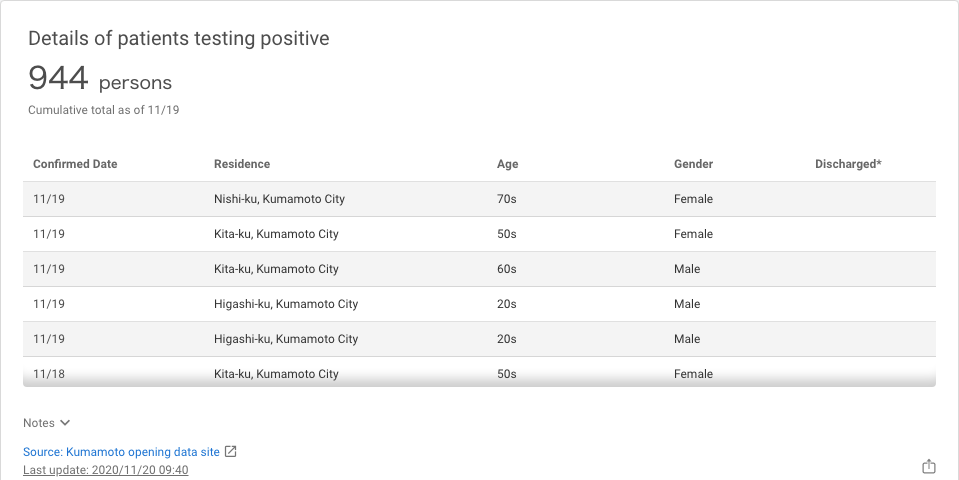 Details of patients testing positive
944 persons
Cumulative total as of 11/19
Confirmed Date Residence Age Gender Discharged*
11/19 Nishi-ku, Kumamoto City 70s Female
11/19 Kita-ku, Kumamoto City 50s Female
11/19 Kita-ku, Kumamoto City 60s Male
11/19 Higashi-ku, Kumamoto City 20s Male
11/19 Higashi-ku, Kumamoto City 20s Male
11/18 Kita-ku, Kumamoto City 50s Female
Notes
Source: Kumamoto opening data site
Last update: 2020/11/20 09:40